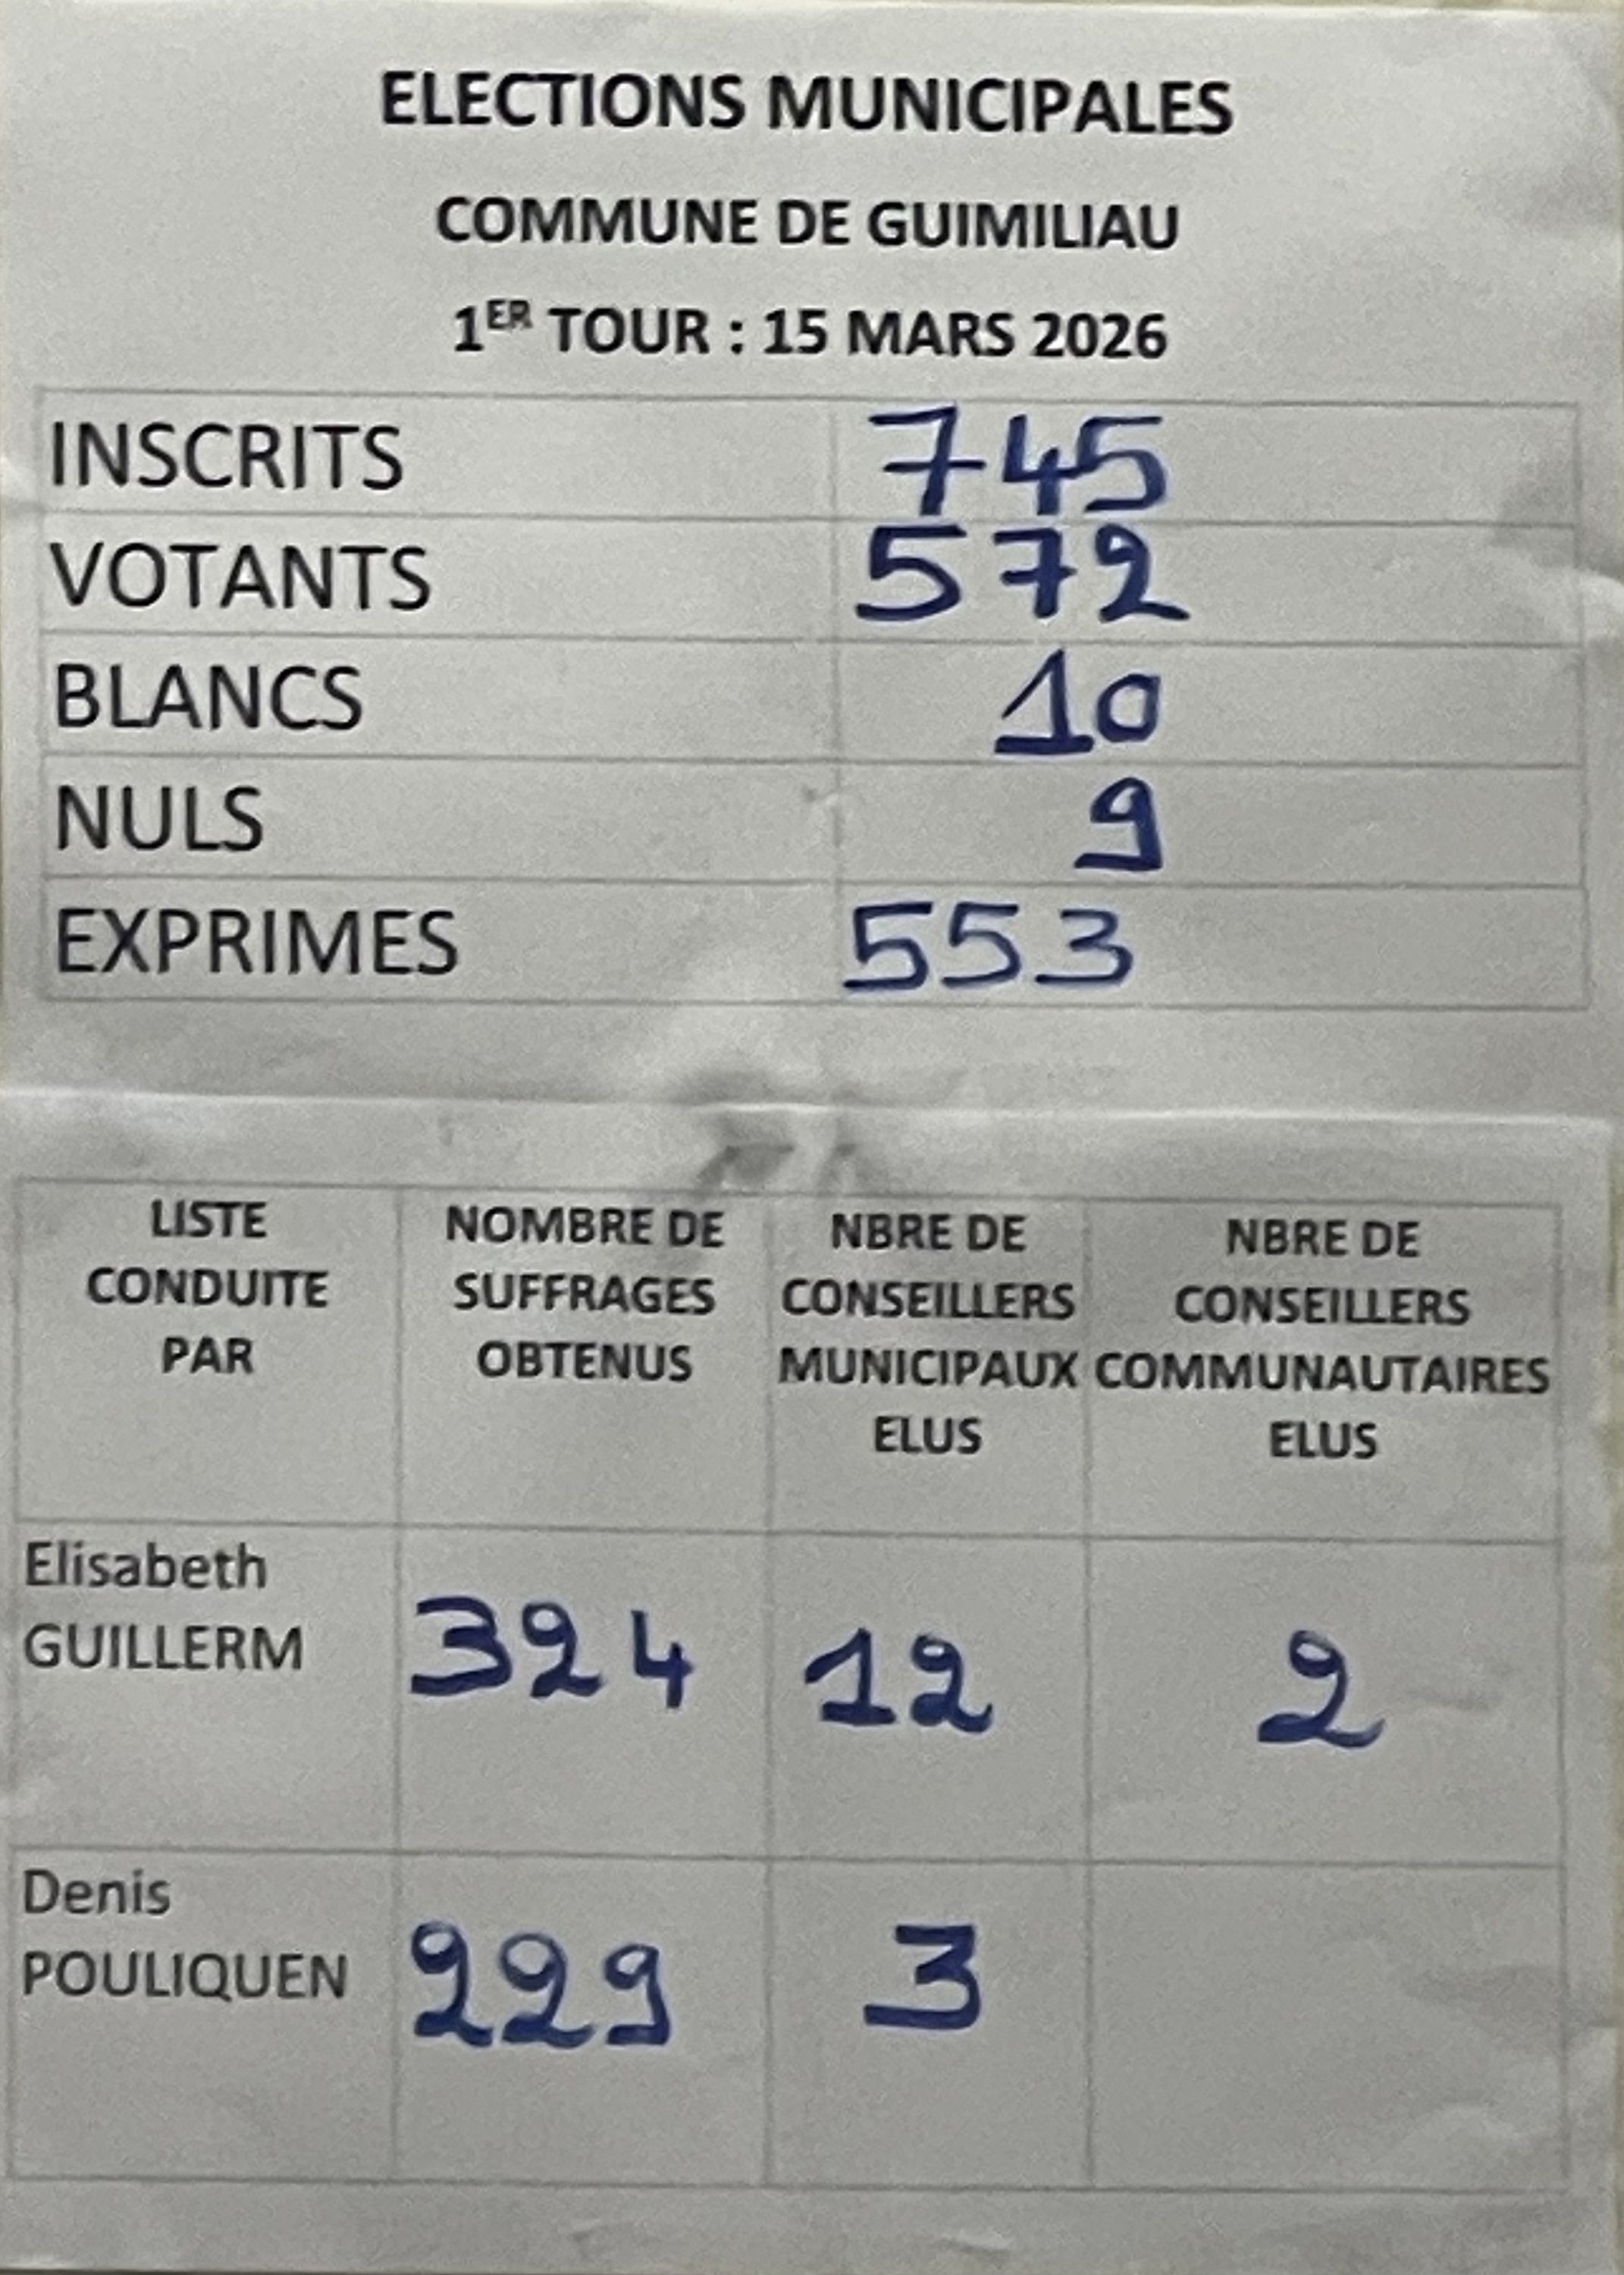 ELECTIONS MUNICIPALES
COMMUNE DE GUIMILIAU
1ER TOUR : 15 MARS 2026
INSCRITS 745
VOTANTS 572
BLANCS 10
NULS 9
EXPRIMES 553
LISTE CONDUITE PAR
NOMBRE DE SUFFRAGES OBTENUS
NBRE DE CONSEILLERS MUNICIPAUX ELUS
NBRE DE CONSEILLERS COMMUNAUTAIRES ELUS
Elisabeth GUILLERM 324 12 2
Denis POULIQUEN 229 3